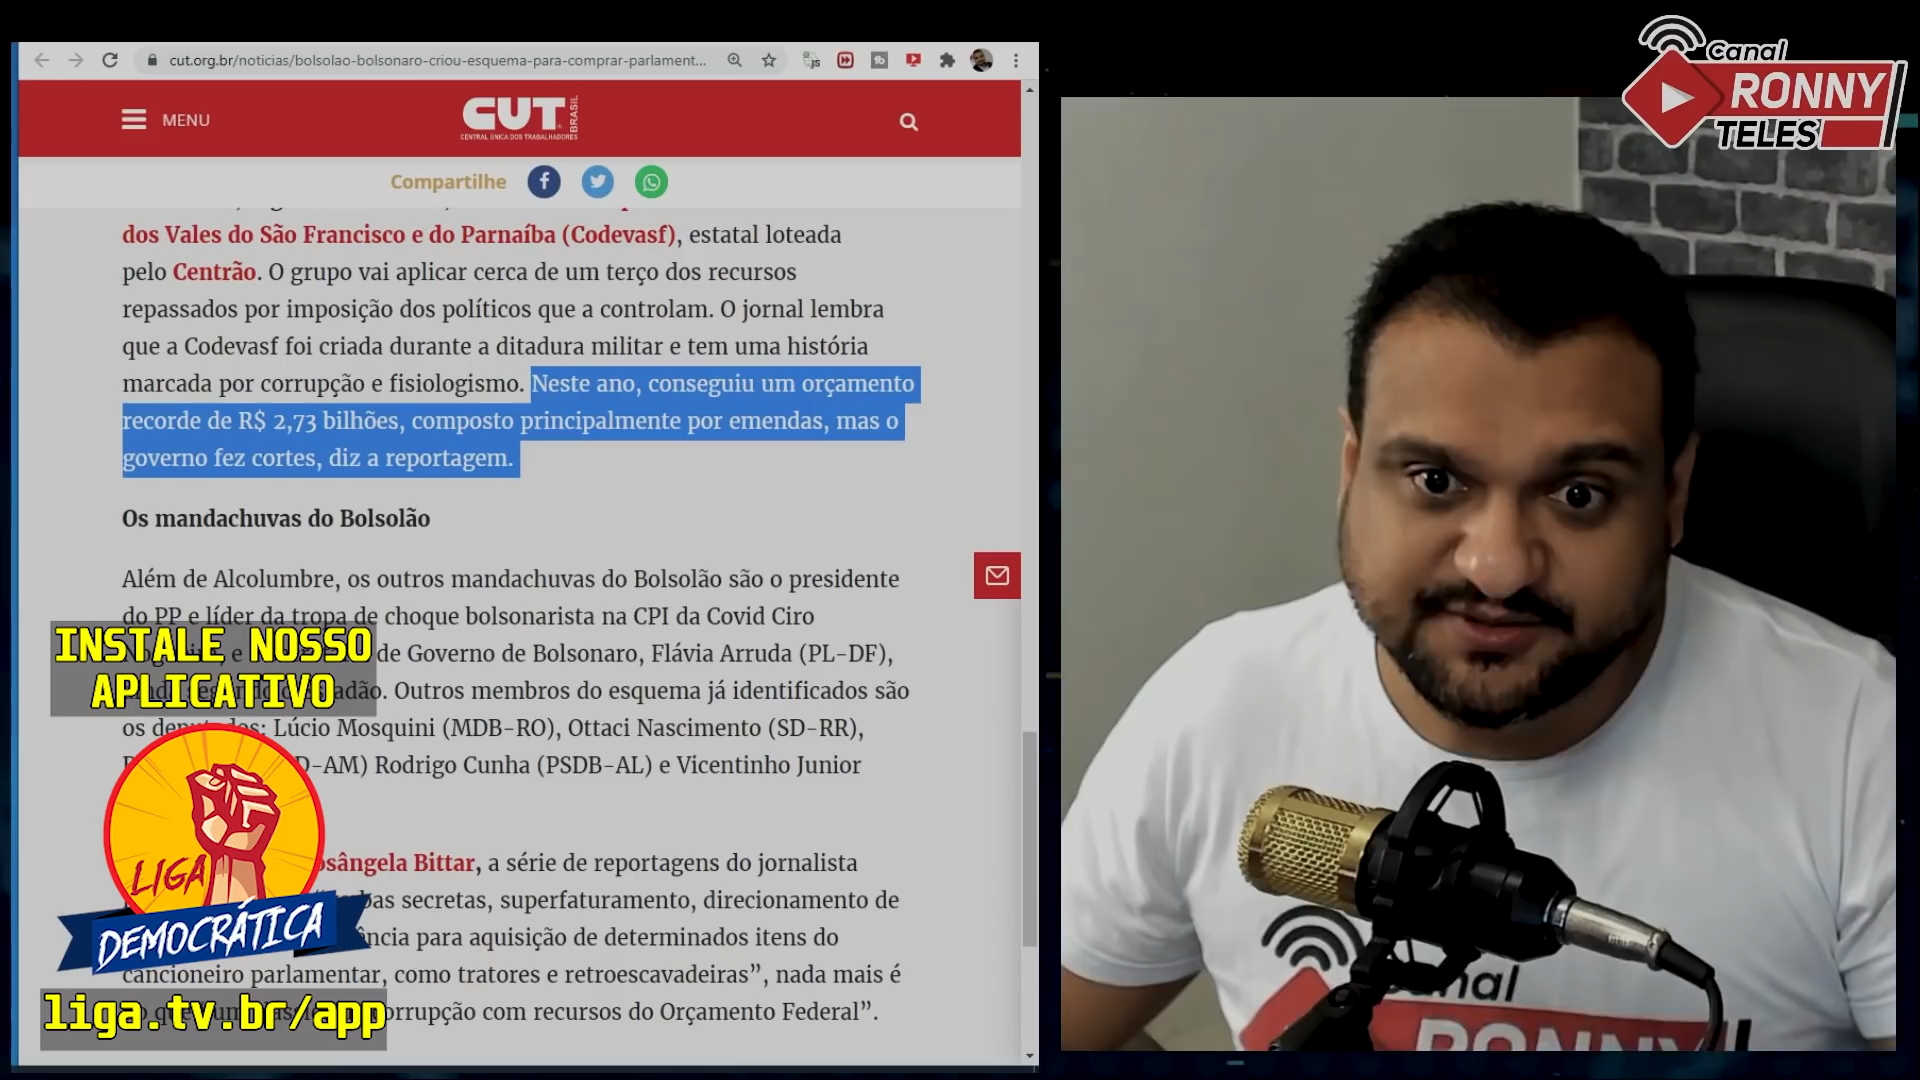 cut.org.br/noticias/bolsolao-bolsonaro-criou-esquema-para-comprar-parlament...
MENU
CUT BRASIL
CENTRAL ÚNICA DOS TRABALHADORES
Compartilhe
dos Vales do São Francisco e do Parnaíba (Codevasf), estatal loteada
pelo Centrão. O grupo vai aplicar cerca de um terço dos recursos
repassados por imposição dos políticos que a controlam. O jornal lembra
que a Codevasf foi criada durante a ditadura militar e tem uma história
marcada por corrupção e fisiologismo. Neste ano, conseguiu um orçamento
recorde de R$ 2,73 bilhões, composto principalmente por emendas, mas o
governo fez cortes, diz a reportagem.
Os mandachuvas do Bolsolão
Além de Alcolumbre, os outros mandachuvas do Bolsolão são o presidente
do PP e líder da tropa de choque bolsonarista na CPI da Covid Ciro
de Governo de Bolsonaro, Flávia Arruda (PL-DF),
Outros membros do esquema já identificados são
os deputados: Lúcio Mosquini (MDB-RO), Ottaci Nascimento (SD-RR),
D-AM) Rodrigo Cunha (PSDB-AL) e Vicentinho Junior
Bittar, a série de reportagens do jornalista
secretas, superfaturamento, direcionamento de
para aquisição de determinados itens do
cancioneiro parlamentar, como tratores e retroescavadeiras”, nada mais é
corrupção com recursos do Orçamento Federal”.
INSTALE NOSSO
APLICATIVO
LIGA
DEMOCRÁTICA
liga.tv.br/app
Canal
RONNY
TELES
Canal
RONNY